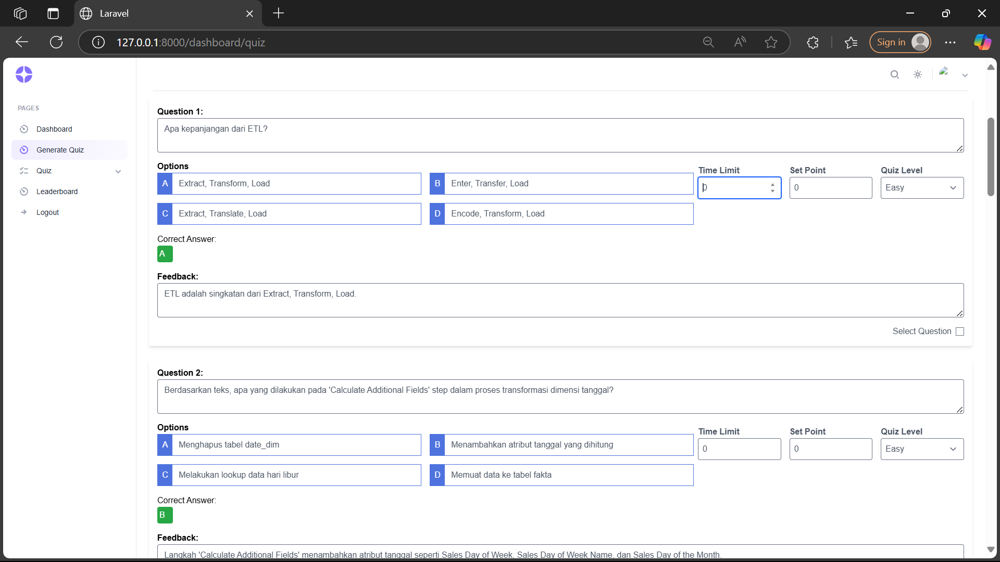 Laravel
127.0.0.1:8000/dashboard/quiz
Sign in
PAGES
Dashboard
Generate Quiz
Quiz
Leaderboard
Logout
Question 1:
Apa kepanjangan dari ETL?
Options
Time Limit
Set Point
Quiz Level
A Extract, Transform, Load
B Enter, Transfer, Load
0
0
Easy
C Extract, Translate, Load
D Encode, Transform, Load
Correct Answer:
A
Feedback:
ETL adalah singkatan dari Extract, Transform, Load.
Select Question
Question 2:
Berdasarkan teks, apa yang dilakukan pada 'Calculate Additional Fields' step dalam proses transformasi dimensi tanggal?
Options
Time Limit
Set Point
Quiz Level
A Menghapus tabel date_dim
B Menambahkan atribut tanggal yang dihitung
0
0
Easy
C Melakukan lookup data hari libur
D Memuat data ke tabel fakta
Correct Answer:
B
Feedback:
Langkah 'Calculate Additional Fields' menambahkan atribut tanggal seperti Sales Day of Week, Sales Day of Week Name, dan Sales Day of the Month.